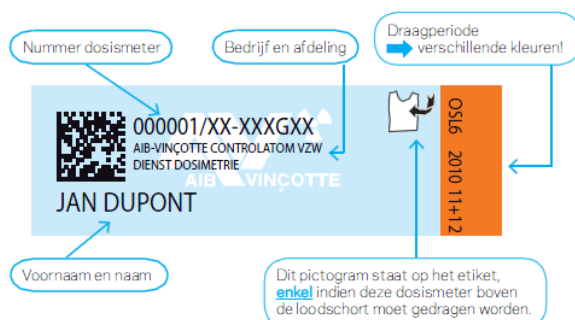 Nummer dosismeter
Bedrijf en afdeling
Draagperiode
verschillende kleuren!
000001/XX-XXXGXX
AIB-VINÇOTTE CONTROLATOM VZW
DIENST DOSIMETRIE
AIB VINÇOTTE
JAN DUPONT
OSL6 2010 11+12
Voornaam en naam
Dit pictogram staat op het etiket,
enkel indien deze dosismeter boven
de loodschort moet gedragen worden.